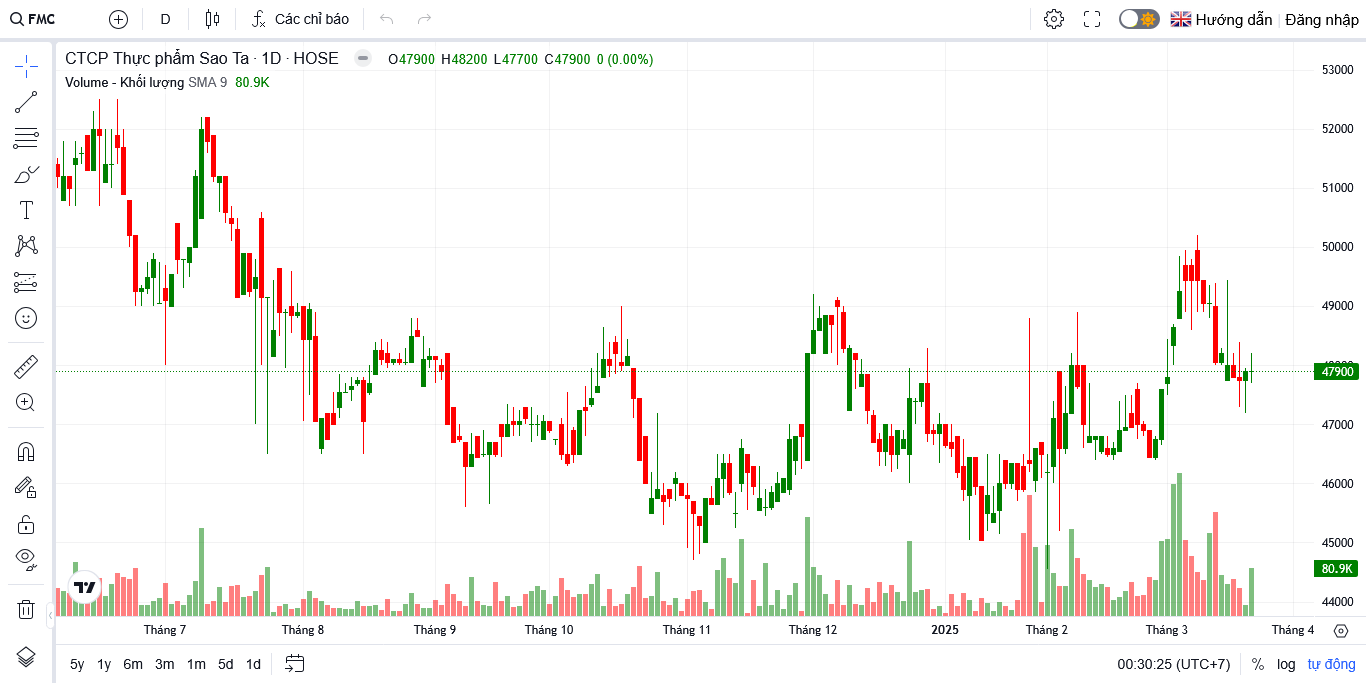 FMC D Các chỉ báo Hướng dẫn Đăng nhập
CTCP Thực phẩm Sao Ta · 1D · HOSE O47900 H48200 L47700 C47900 0 (0.00%)
Volume - Khối lượng SMA 9 80.9K
53000
52000
51000
50000
49000
48000
47900
47000
46000
45000
80.9K
44000
Tháng 7 Tháng 8 Tháng 9 Tháng 10 Tháng 11 Tháng 12 2025 Tháng 2 Tháng 3 Tháng 4
5y 1y 6m 3m 1m 5d 1d 00:30:25 (UTC+7) % log tự động